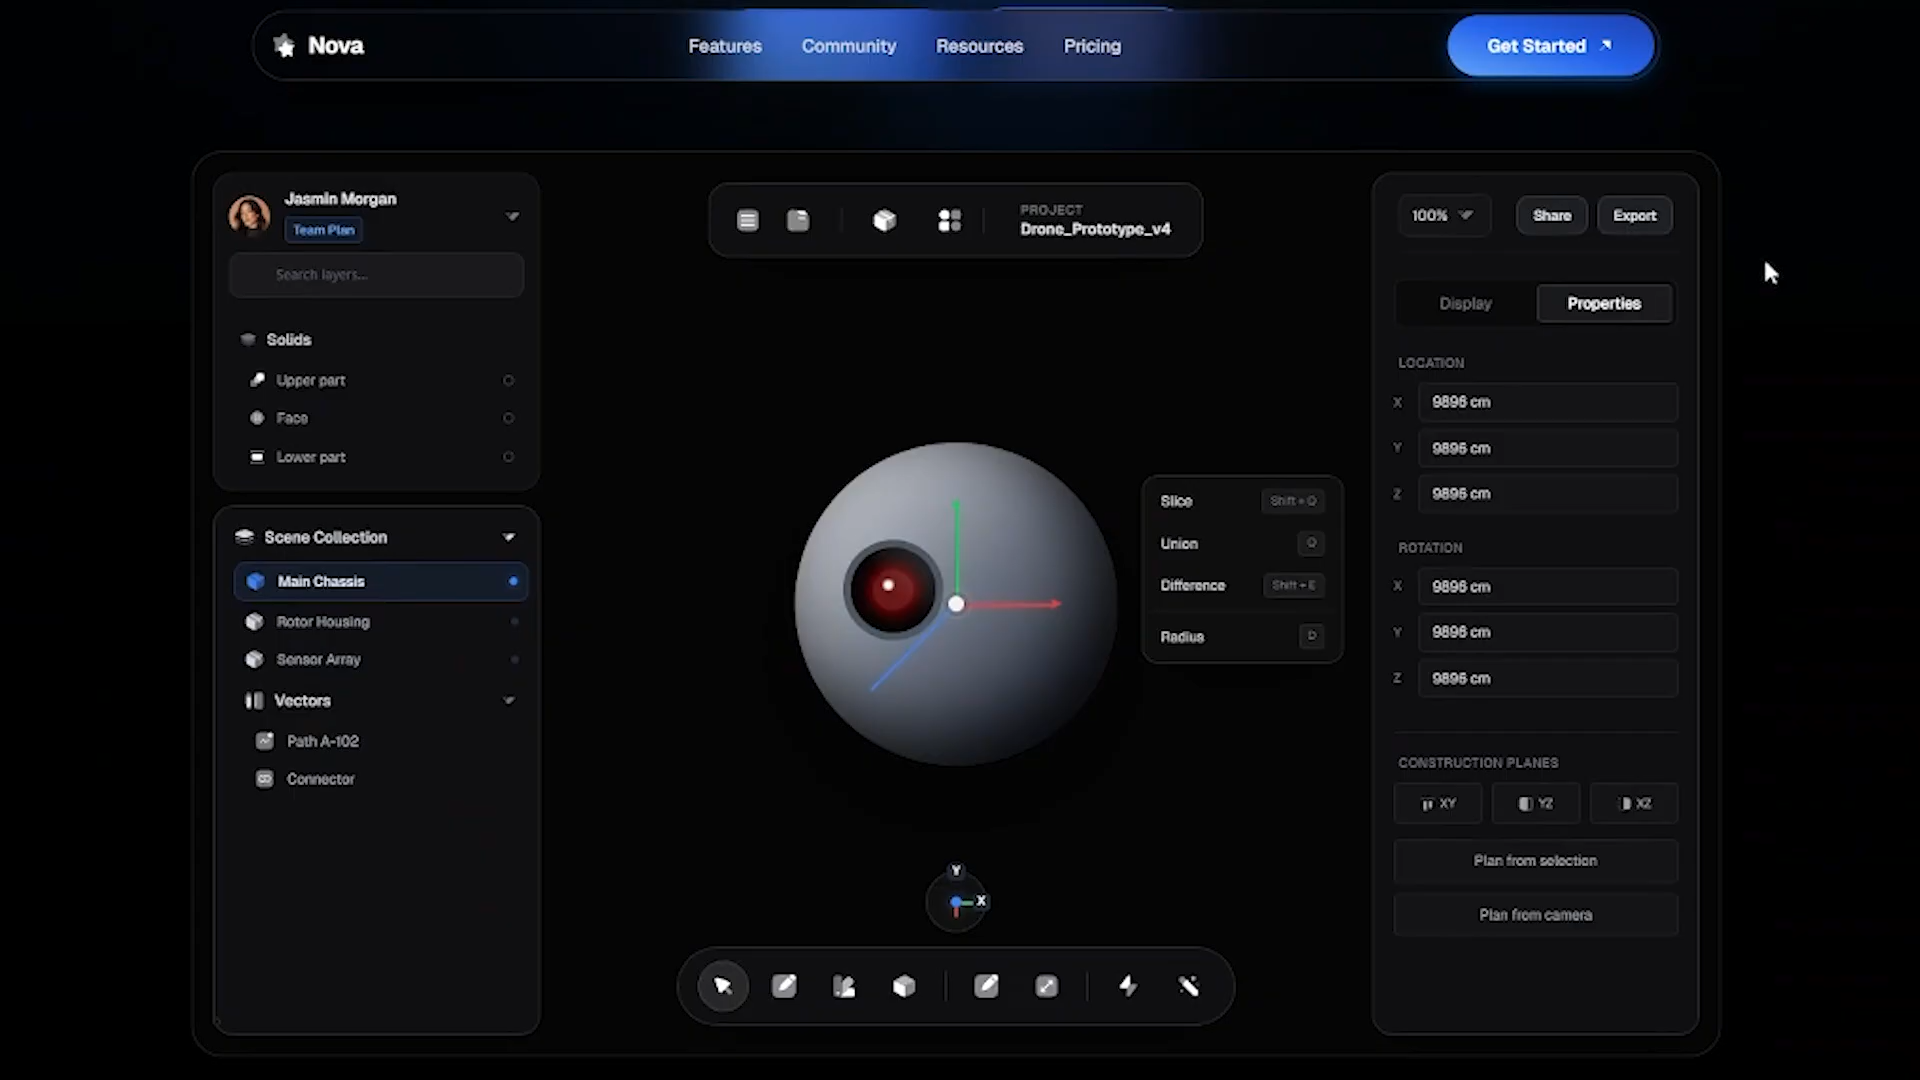 Nova
Features
Community
Resources
Pricing
Get Started
Jasmin Morgan
Team Plan
Search layers...
Solids
Upper part
Face
Lower part
Scene Collection
Main Chassis
Rotor Housing
Sensor Array
Vectors
Path A-102
Connector
PROJECT
Drone_Prototype_v4
Slice
Shift + Q
Union
Q
Difference
Shift + E
Radius
D
Y
X
100%
Share
Export
Display
Properties
LOCATION
X 9896 cm
Y 9896 cm
Z 9896 cm
ROTATION
X 9896 cm
Y 9896 cm
Z 9896 cm
CONSTRUCTION PLANES
XY
YZ
XZ
Plan from selection
Plan from camera